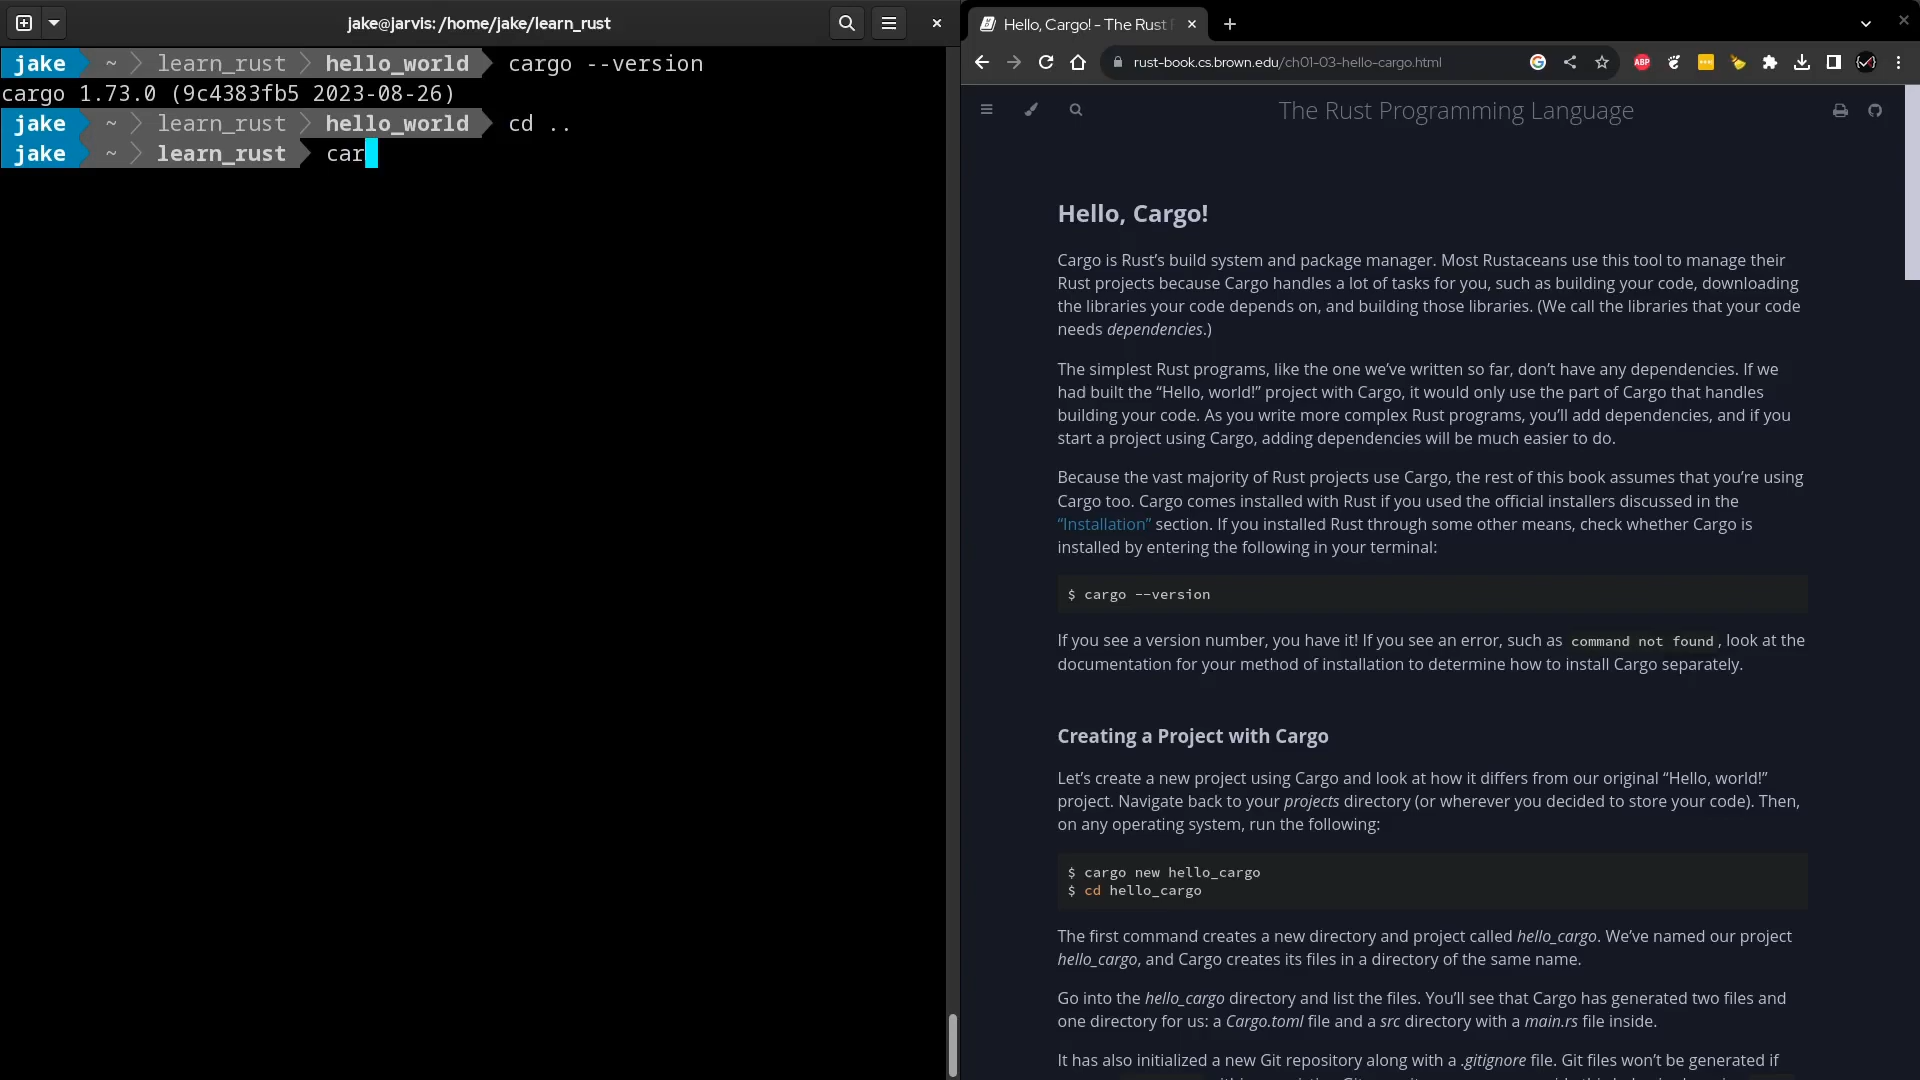 jake@jarvis: /home/jake/learn_rust
jake ~ learn_rust hello_world cargo --version
cargo 1.73.0 (9c4383fb5 2023-08-26)
jake ~ learn_rust hello_world cd ..
jake ~ learn_rust car
Hello, Cargo! - The Rust
rust-book.cs.brown.edu/ch01-03-hello-cargo.html
ABP
The Rust Programming Language
Hello, Cargo!
Cargo is Rust’s build system and package manager. Most Rustaceans use this tool to manage their
Rust projects because Cargo handles a lot of tasks for you, such as building your code, downloading
the libraries your code depends on, and building those libraries. (We call the libraries that your code
needs dependencies.)
The simplest Rust programs, like the one we’ve written so far, don’t have any dependencies. If we
had built the “Hello, world!” project with Cargo, it would only use the part of Cargo that handles
building your code. As you write more complex Rust programs, you’ll add dependencies, and if you
start a project using Cargo, adding dependencies will be much easier to do.
Because the vast majority of Rust projects use Cargo, the rest of this book assumes that you’re using
Cargo too. Cargo comes installed with Rust if you used the official installers discussed in the
“Installation” section. If you installed Rust through some other means, check whether Cargo is
installed by entering the following in your terminal:
$ cargo --version
If you see a version number, you have it! If you see an error, such as command not found, look at the
documentation for your method of installation to determine how to install Cargo separately.
Creating a Project with Cargo
Let’s create a new project using Cargo and look at how it differs from our original “Hello, world!”
project. Navigate back to your projects directory (or wherever you decided to store your code). Then,
on any operating system, run the following:
$ cargo new hello_cargo
$ cd hello_cargo
The first command creates a new directory and project called hello_cargo. We’ve named our project
hello_cargo, and Cargo creates its files in a directory of the same name.
Go into the hello_cargo directory and list the files. You’ll see that Cargo has generated two files and
one directory for us: a Cargo.toml file and a src directory with a main.rs file inside.
It has also initialized a new Git repository along with a .gitignore file. Git files won’t be generated if